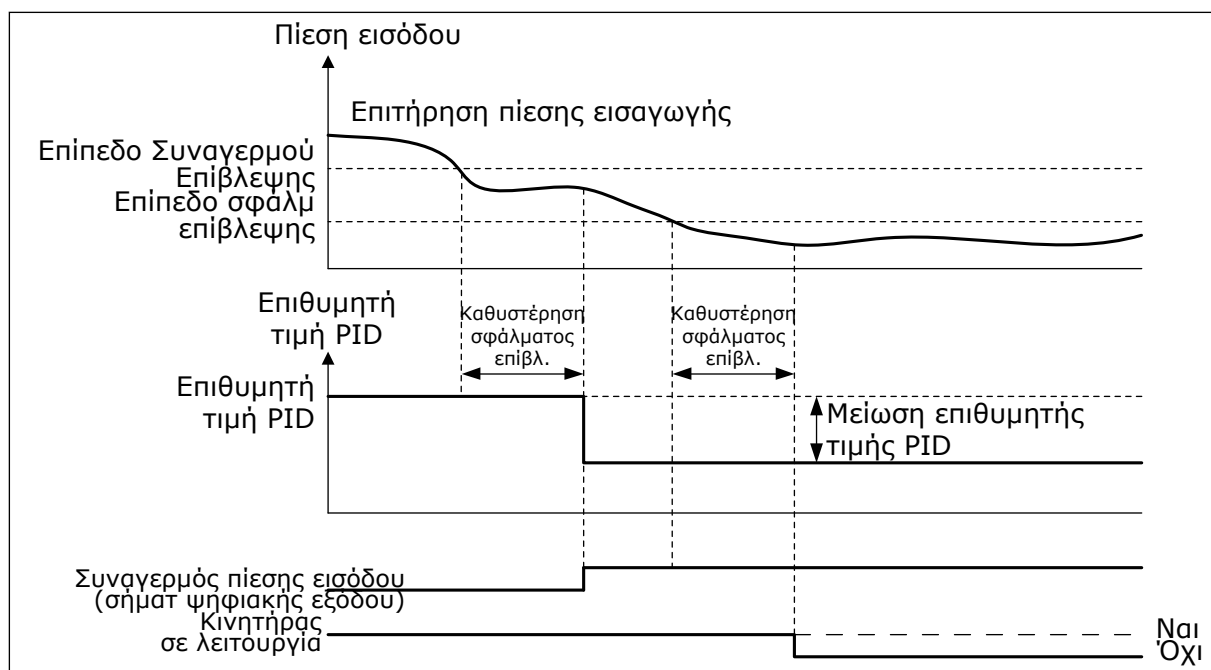 Πίεση εισόδου
Επιτήρηση πίεσης εισαγωγής
Επίπεδο Συναγερμού
Επίβλεψης
Επίπεδο σφάλμ
επίβλεψης
Επιθυμητή
τιμή PID
Καθυστέρηση
σφάλματος
επίβλ.
Καθυστέρηση
σφάλματος
επίβλ.
Επιθυμητή
τιμή PID
Μείωση επιθυμητής
τιμής PID
Συναγερμός πίεσης εισόδου
(σήματ ψηφιακής εξόδου)
Κινητήρας
σε λειτουργία
Ναι
Όχι